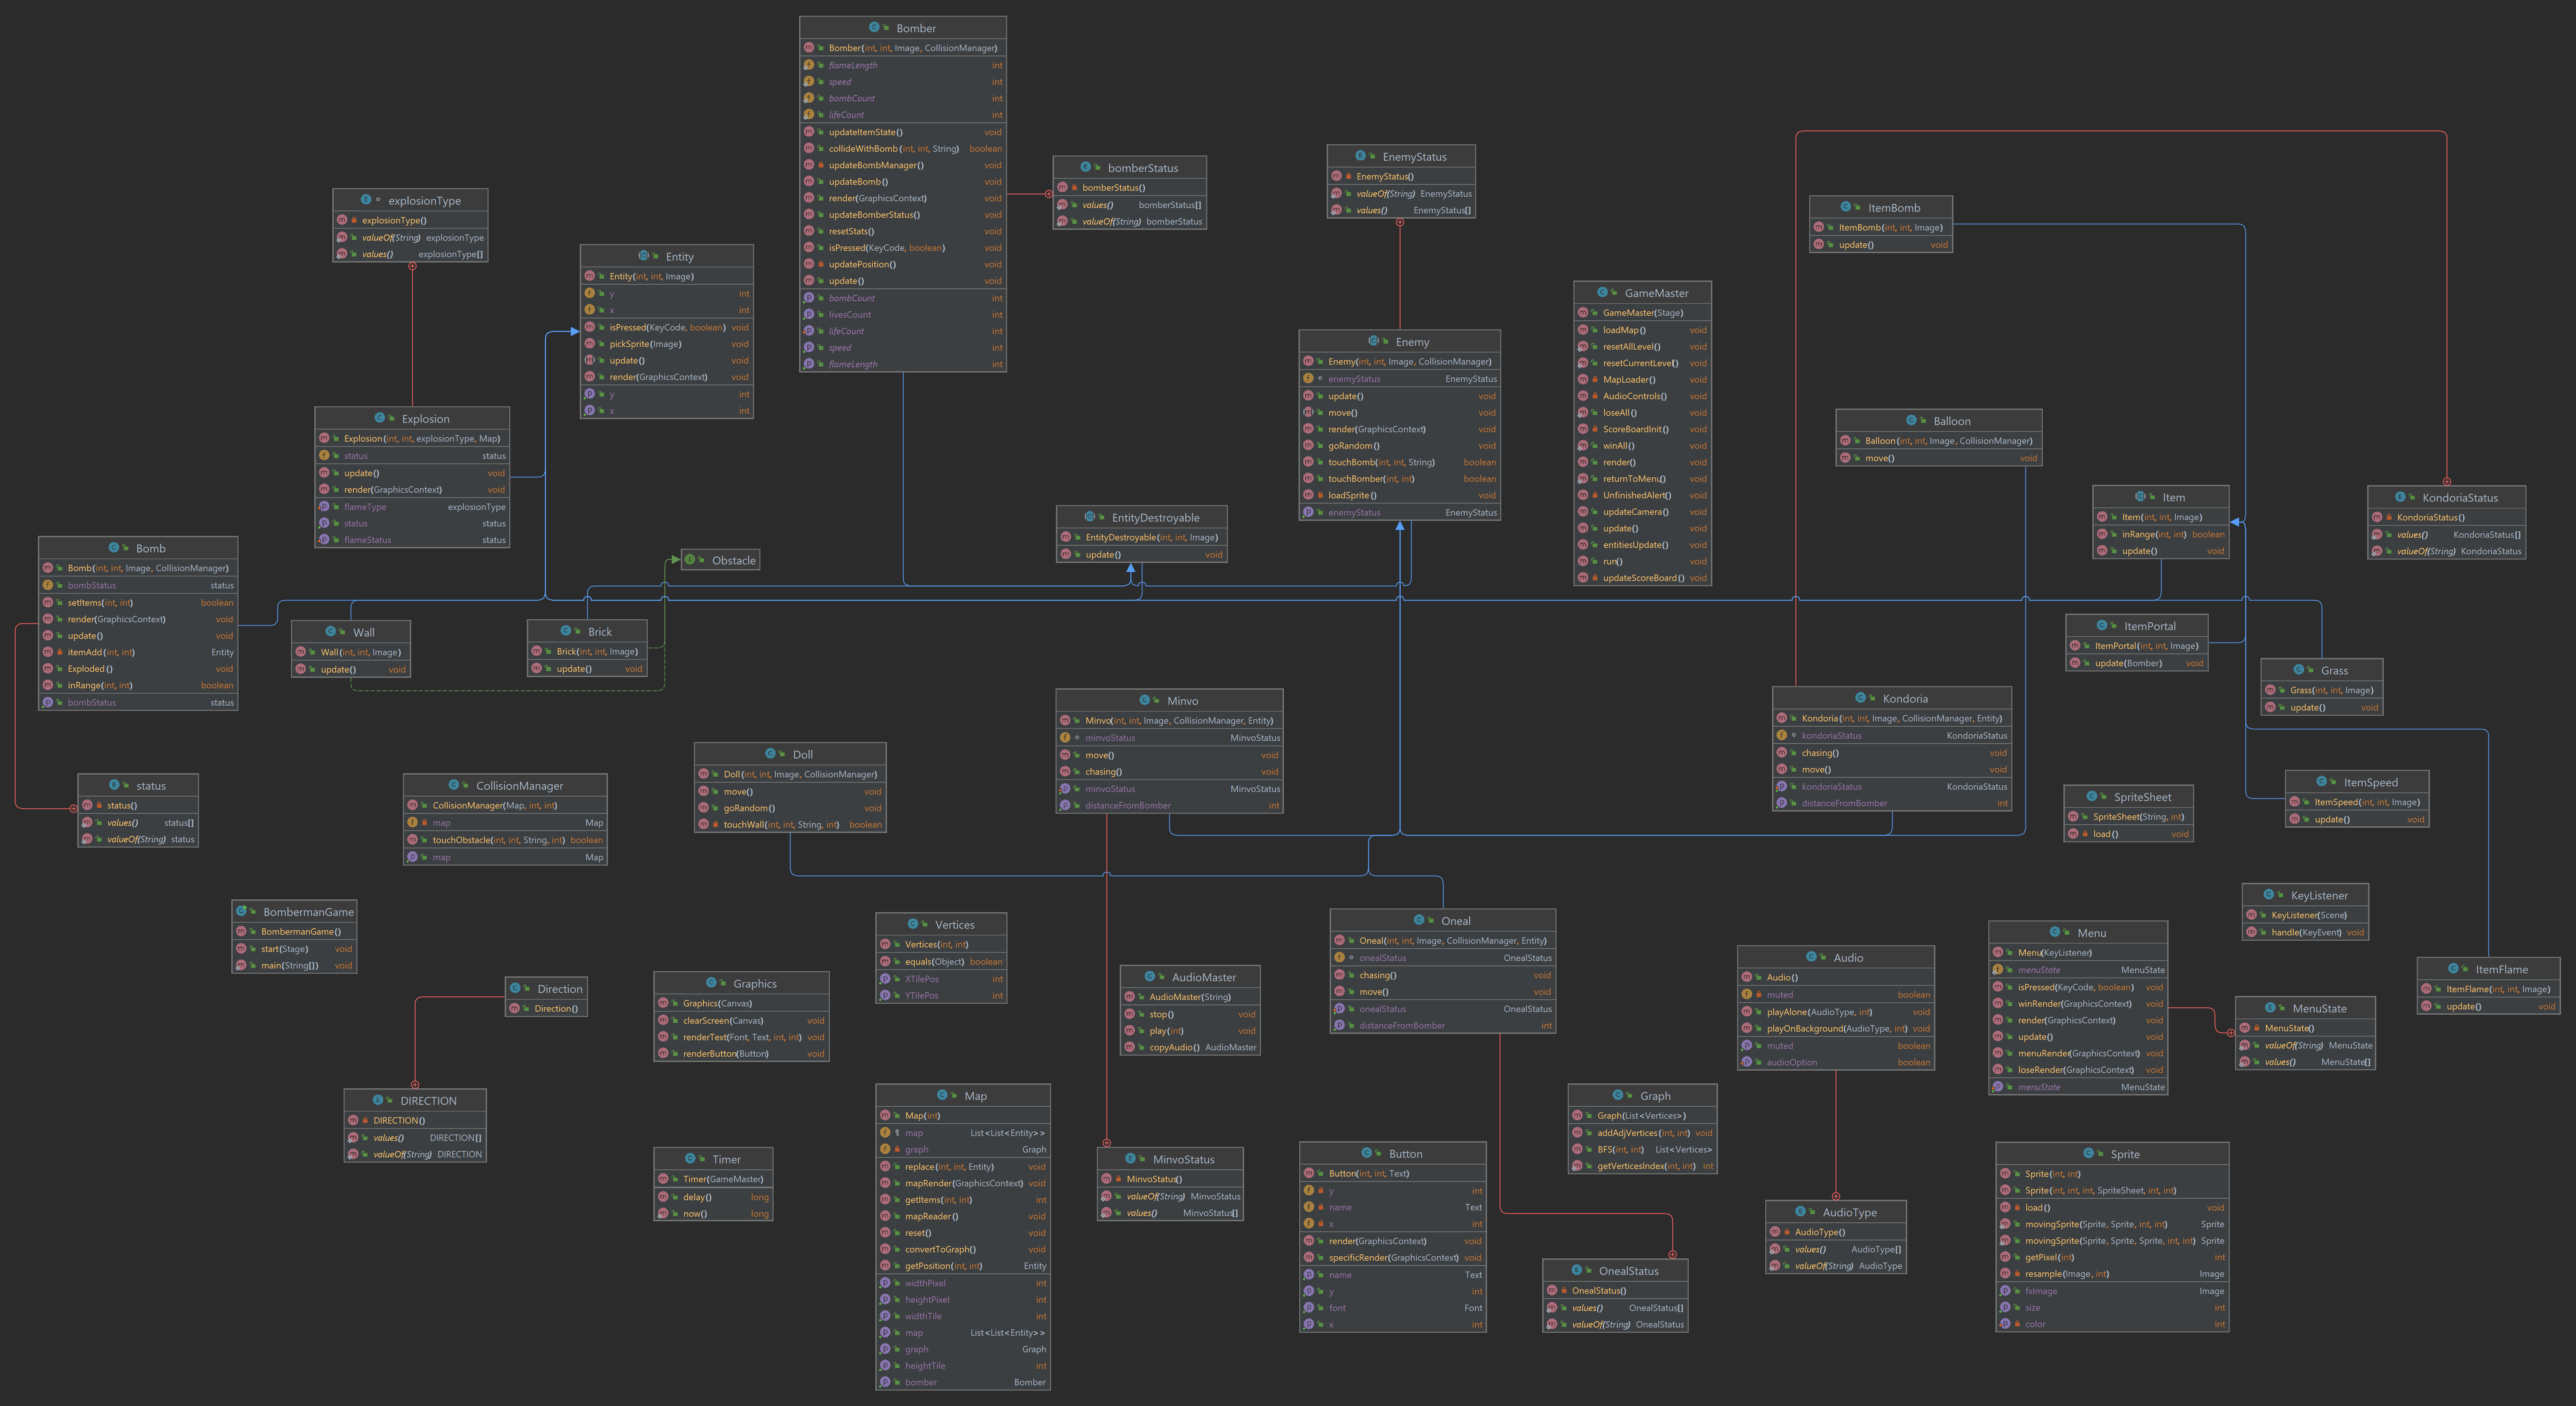 Bomber
Bomber(int, int, Image, CollisionManager)
flameLength int
speed int
bombCount int
lifeCount int
updateItemState() void
collideWithBomb(int, int, String) boolean
updateBombManager() void
updateBomb() void
render(GraphicsContext) void
updateBomberStatus() void
resetStats() void
isPressed(KeyCode, boolean) void
updatePosition() void
update() void
bombCount int
livesCount int
lifeCount int
speed int
flameLength int
bomberStatus
bomberStatus()
values() bomberStatus[]
valueOf(String) bomberStatus
EnemyStatus
EnemyStatus()
valueOf(String) EnemyStatus
values() EnemyStatus[]
explosionType
explosionType()
valueOf(String) explosionType
values() explosionType[]
ItemBomb
ItemBomb(int, int, Image)
update() void
Entity
Entity(int, int, Image)
y int
x int
isPressed(KeyCode, boolean) void
pickSprite(Image) void
update() void
render(GraphicsContext) void
y int
x int
GameMaster
GameMaster(Stage)
loadMap() void
resetAllLevel() void
resetCurrentLevel() void
MapLoader() void
AudioControls() void
loseAll() void
ScoreBoardInit() void
winAll() void
render() void
returnToMenu() void
UnfinishedAlert() void
updateCamera() void
update() void
entitiesUpdate() void
run() void
updateScoreBoard() void
Enemy
Enemy(int, int, Image, CollisionManager)
enemyStatus EnemyStatus
update() void
move() void
render(GraphicsContext) void
goRandom() void
touchBomb(int, int, String) boolean
touchBomber(int, int) boolean
loadSprite() void
enemyStatus EnemyStatus
Explosion
Explosion(int, int, explosionType, Map)
status status
update() void
render(GraphicsContext) void
flameType explosionType
status status
flameStatus status
Balloon
Balloon(int, int, Image, CollisionManager)
move() void
Item
Item(int, int, Image)
inRange(int, int) boolean
update() void
KondoriaStatus
KondoriaStatus()
values() KondoriaStatus[]
valueOf(String) KondoriaStatus
EntityDestroyable
EntityDestroyable(int, int, Image)
update() void
Bomb
Bomb(int, int, Image, CollisionManager)
bombStatus status
setItems(int, int) boolean
render(GraphicsContext) void
update() void
itemAdd(int, int) Entity
Exploded() void
inRange(int, int) boolean
bombStatus status
Obstacle
Wall
Wall(int, int, Image)
update() void
Brick
Brick(int, int, Image)
update() void
ItemPortal
ItemPortal(int, int, Image)
update(Bomber) void
Grass
Grass(int, int, Image)
update() void
Minvo
Minvo(int, int, Image, CollisionManager, Entity)
minvoStatus MinvoStatus
move() void
chasing() void
minvoStatus MinvoStatus
distanceFromBomber int
Kondoria
Kondoria(int, int, Image, CollisionManager, Entity)
kondoriaStatus KondoriaStatus
chasing() void
move() void
kondoriaStatus KondoriaStatus
distanceFromBomber int
Doll
Doll(int, int, Image, CollisionManager)
move() void
goRandom() void
touchWall(int, int, String, int) boolean
status
status()
values() status[]
valueOf(String) status
CollisionManager
CollisionManager(Map, int, int)
map Map
touchObstacle(int, int, String, int) boolean
map Map
SpriteSheet
SpriteSheet(String, int)
load() void
ItemSpeed
ItemSpeed(int, int, Image)
update() void
KeyListener
KeyListener(Scene)
handle(KeyEvent) void
BombermanGame
BombermanGame()
start(Stage) void
main(String[]) void
Vertices
Vertices(int, int)
equals(Object) boolean
XTilePos int
YTilePos int
Oneal
Oneal(int, int, Image, CollisionManager, Entity)
onealStatus OnealStatus
chasing() void
move() void
onealStatus OnealStatus
distanceFromBomber int
Menu
Menu(KeyListener)
menuState MenuState
isPressed(KeyCode, boolean) void
winRender(GraphicsContext) void
render(GraphicsContext) void
update() void
menuRender(GraphicsContext) void
loseRender(GraphicsContext) void
menuState MenuState
Audio
Audio()
muted boolean
playAlone(AudioType, int) void
playOnBackground(AudioType, int) void
muted boolean
audioOption boolean
ItemFlame
ItemFlame(int, int, Image)
update() void
AudioMaster
AudioMaster(String)
stop() void
play(int) void
copyAudio() AudioMaster
Graphics
Graphics(Canvas)
clearScreen(Canvas) void
renderText(Font, Text, int, int) void
renderButton(Button) void
Direction
Direction()
MenuState
MenuState()
valueOf(String) MenuState
values() MenuState[]
DIRECTION
DIRECTION()
values() DIRECTION[]
valueOf(String) DIRECTION
Map
Map(int)
map List<List<Entity>>
graph Graph
replace(int, int, Entity) void
mapRender(GraphicsContext) void
getItems(int, int) int
mapReader() void
reset() void
convertToGraph() void
getPosition(int, int) Entity
widthPixel int
heightPixel int
widthTile int
map List<List<Entity>>
graph Graph
heightTile int
bomber Bomber
Graph
Graph(List<Vertices>)
addAdjVertices(int, int) void
BFS(int, int) List<Vertices>
getVerticesIndex(int, int) int
Timer
Timer(GameMaster)
delay() long
now() long
MinvoStatus
MinvoStatus()
valueOf(String) MinvoStatus
values() MinvoStatus[]
Button
Button(int, int, Text)
y int
name Text
x int
render(GraphicsContext) void
specificRender(GraphicsContext) void
name Text
y int
font Font
x int
Sprite
Sprite(int, int)
Sprite(int, int, int, SpriteSheet, int, int)
load() void
movingSprite(Sprite, Sprite, int, int) Sprite
movingSprite(Sprite, Sprite, Sprite, int, int) Sprite
getPixel(int) int
resample(Image, int) Image
fxImage Image
size int
color int
AudioType
AudioType()
values() AudioType[]
valueOf(String) AudioType
OnealStatus
OnealStatus()
values() OnealStatus[]
valueOf(String) OnealStatus